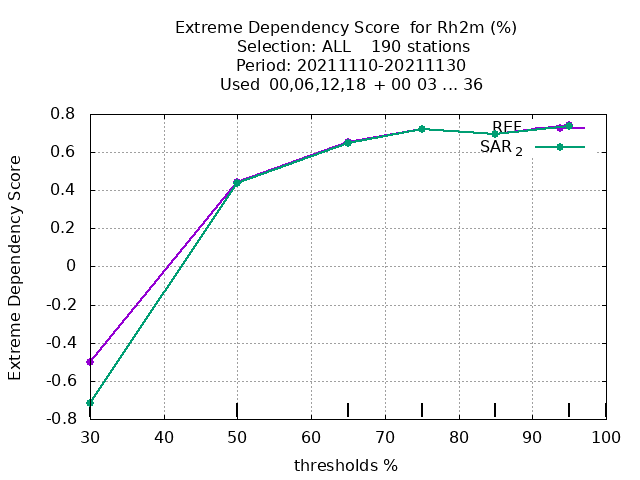 Extreme Dependency Score  for Rh2m (%)
Selection: ALL    190 stations
Period: 20211110-20211130
Used  00,06,12,18  + 00 03 ... 36
Extreme Dependency Score
0.8
0.6
0.4
0.2
0
-0.2
-0.4
-0.6
-0.8
REF
SAR 2
30 40 50 60 70 80 90 100
thresholds %